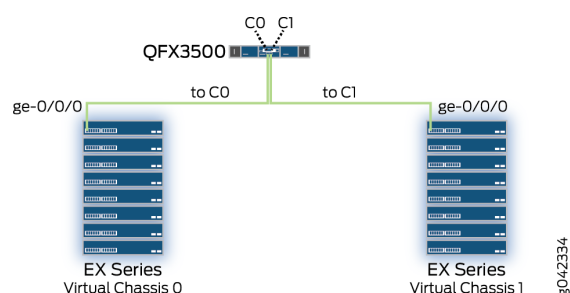 C0 C1
QFX3500
to C0
to C1
ge-0/0/0
ge-0/0/0
EX Series
Virtual Chassis 0
EX Series
Virtual Chassis 1
g042334